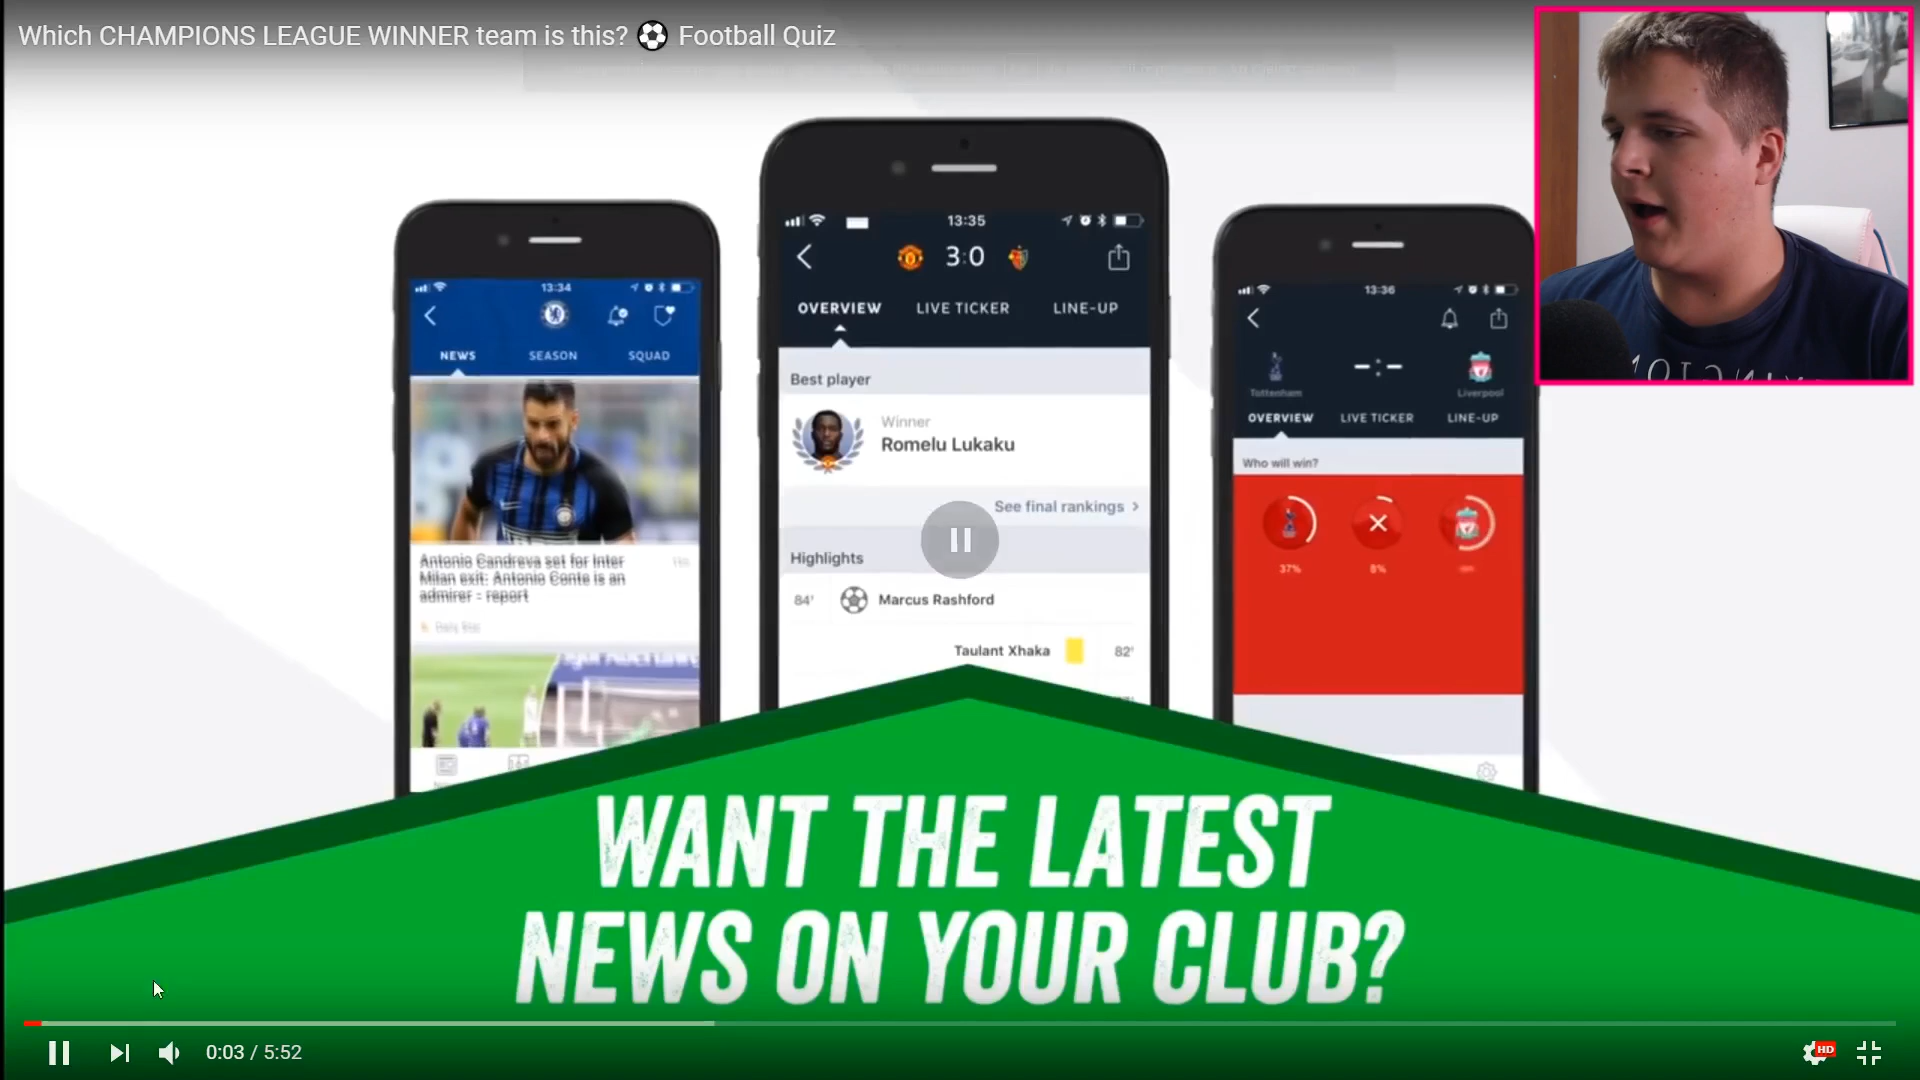 Which CHAMPIONS LEAGUE WINNER team is this? ⚽ Football Quiz
13:34
NEWS SEASON SQUAD
Antonio Candreva set for Inter
Milan exit: Antonio Conte is an
admirer - report
13:35
3:0
OVERVIEW LIVE TICKER LINE-UP
Best player
Winner
Romelu Lukaku
See final rankings >
Highlights
84' Marcus Rashford
Taulant Xhaka 82'
13:36
-:-
Tottenham Liverpool
OVERVIEW LIVE TICKER LINE-UP
Who will win?
37% 8%
WANT THE LATEST
NEWS ON YOUR CLUB?
0:03 / 5:52
HD